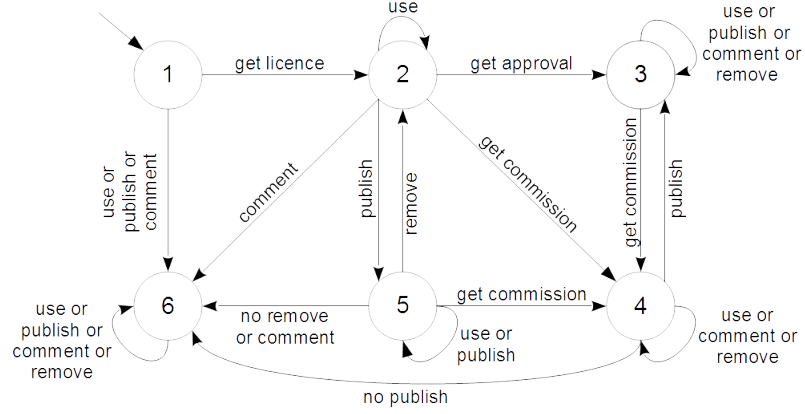 use
use or
publish or
comment or
remove
1
get licence
2
get approval
3
use or
publish or
comment
comment
publish
remove
get commission
get commission
publish
6
no remove
or comment
5
get commission
4
use or
publish or
comment or
remove
use or
publish
use or
comment or
remove
no publish